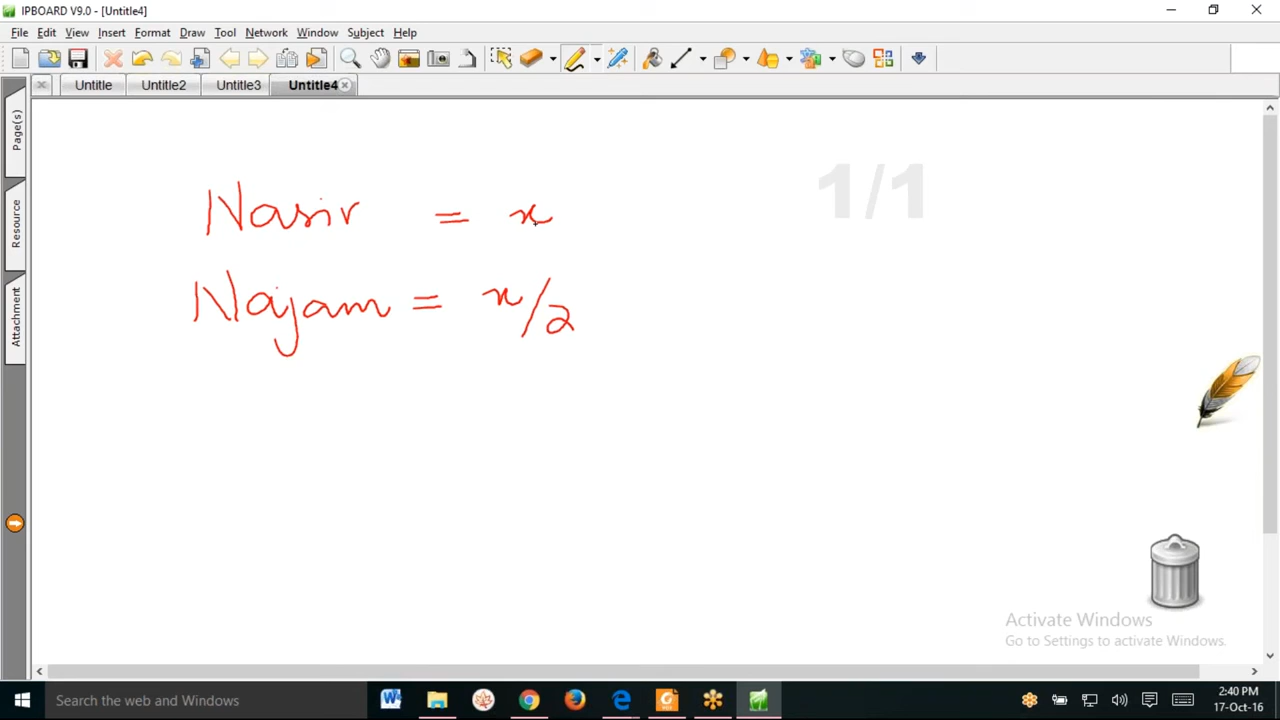 IPBOARD V9.0 - [Untitle4]
File Edit View Insert Format Draw Tool Network Window Subject Help
Untitle Untitle2 Untitle3 Untitle4
Page(s)
Resource
Attachment
1/1
Nasir = x
Najam = x/2
Activate Windows
Go to Settings to activate Windows.
Search the web and Windows
2:40 PM
17-Oct-16